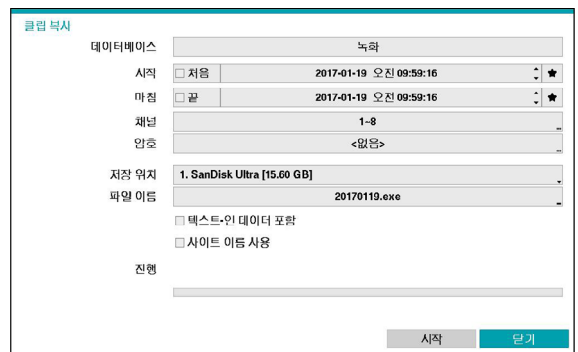 클립 복사
데이터베이스 녹화
시작 처음 2017-01-19 오전 09:59:16
마침 끝 2017-01-19 오전 09:59:16
채널 1~8
암호 <없음>
저장 위치 1. SanDisk Ultra [15.60 GB]
파일 이름 20170119.exe
텍스트-인 데이터 포함
사이트 이름 사용
진행
시작 닫기